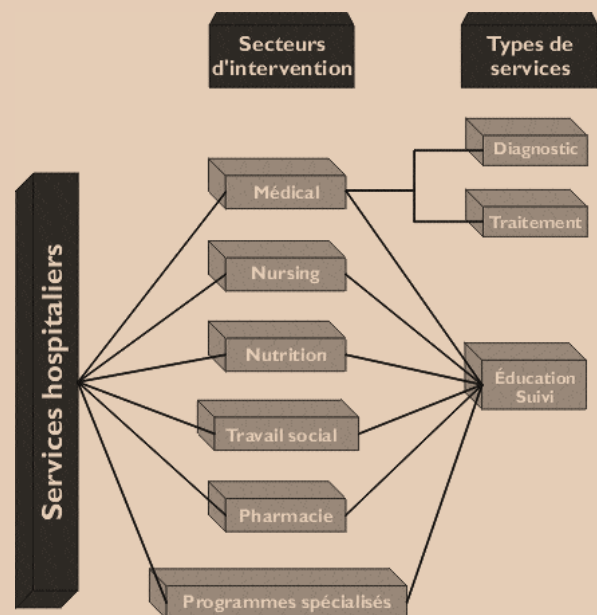 Secteurs
d'intervention
Types de
services
Services hospitaliers
Médical
Diagnostic
Traitement
Nursing
Nutrition
Éducation
Suivi
Travail social
Pharmacie
Programmes spécialisés